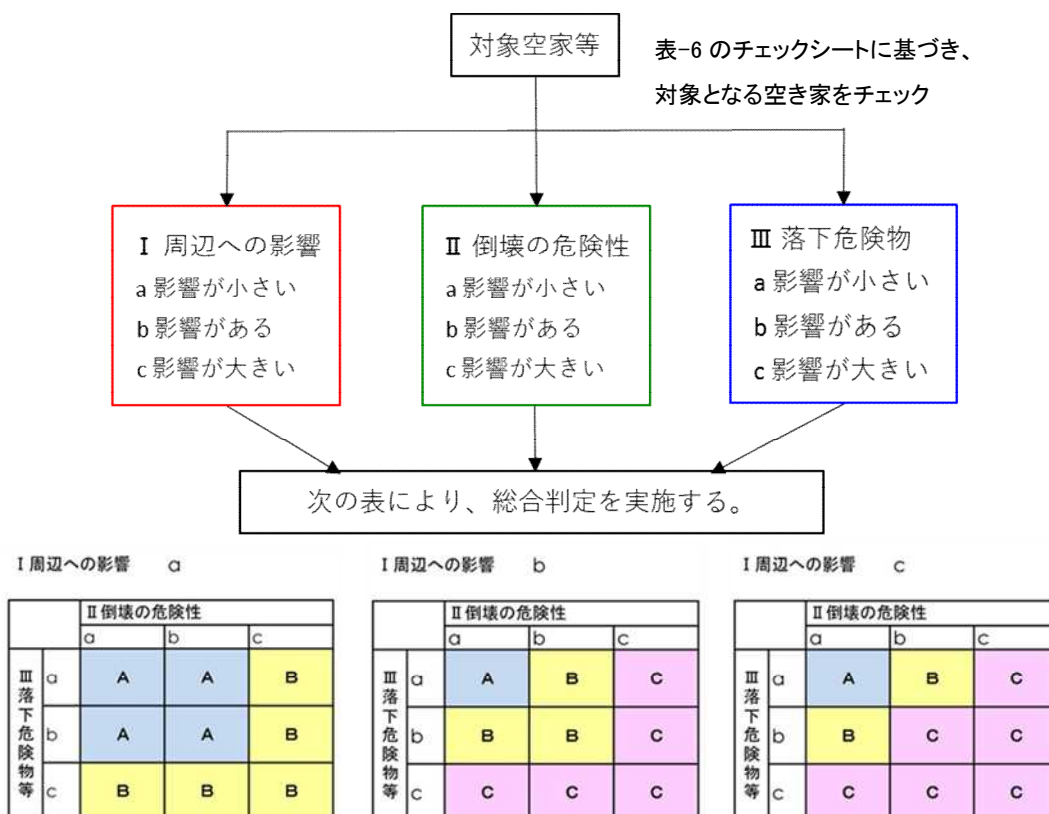 対象空家等
表-6 のチェックシートに基づき、
対象となる空き家をチェック
Ⅰ 周辺への影響
a 影響が小さい
b 影響がある
c 影響が大きい
Ⅱ 倒壊の危険性
a 影響が小さい
b 影響がある
c 影響が大きい
Ⅲ 落下危険物
a 影響が小さい
b 影響がある
c 影響が大きい
次の表により、総合判定を実施する。
Ⅰ周辺への影響 a
Ⅱ倒壊の危険性
a b c
Ⅲ落下危険物等
a A A B
b A A B
c B B B
Ⅰ周辺への影響 b
Ⅱ倒壊の危険性
a b c
Ⅲ落下危険物等
a A B C
b B B C
c C C C
Ⅰ周辺への影響 c
Ⅱ倒壊の危険性
a b c
Ⅲ落下危険物等
a A B C
b B C C
c C C C